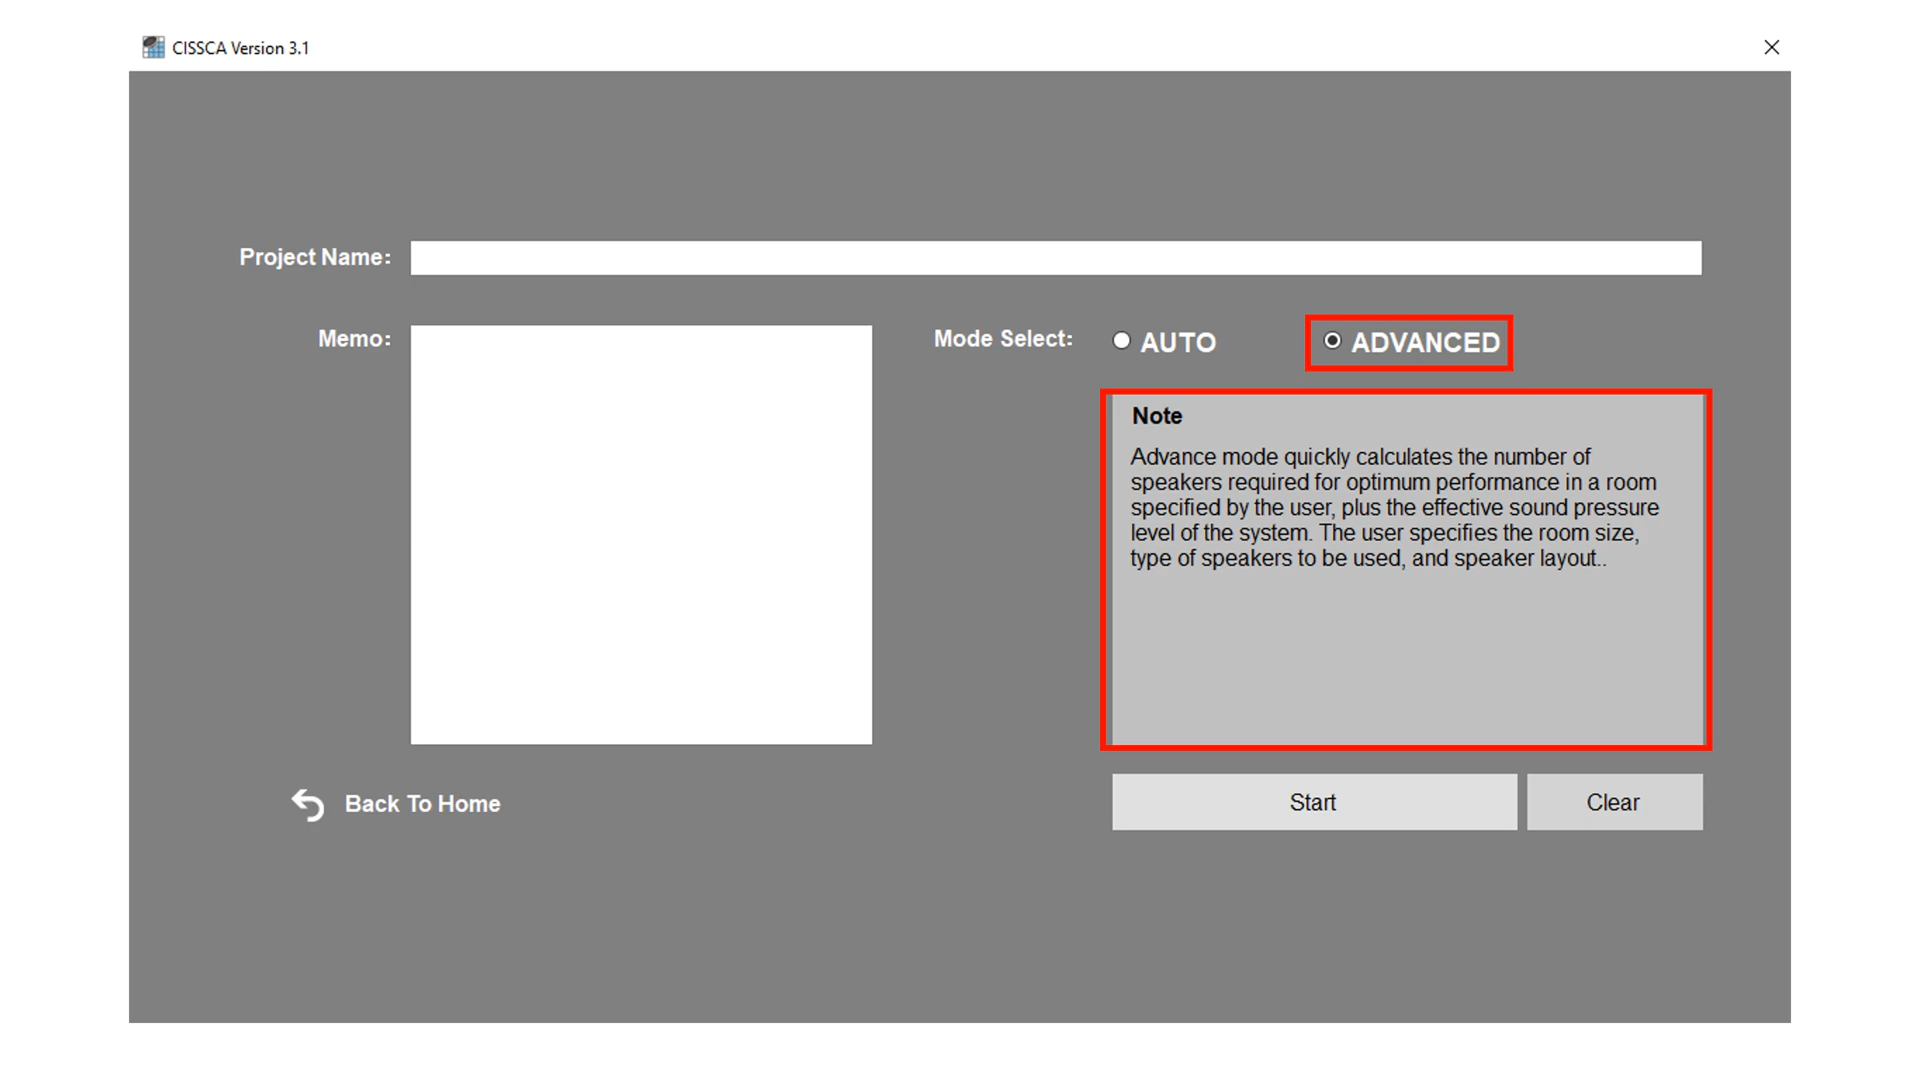 CISSCA Version 3.1
Project Name:
Memo:
Mode Select:
AUTO
ADVANCED
Note
Advance mode quickly calculates the number of
speakers required for optimum performance in a room
specified by the user, plus the effective sound pressure
level of the system. The user specifies the room size,
type of speakers to be used, and speaker layout..
Back To Home
Start
Clear